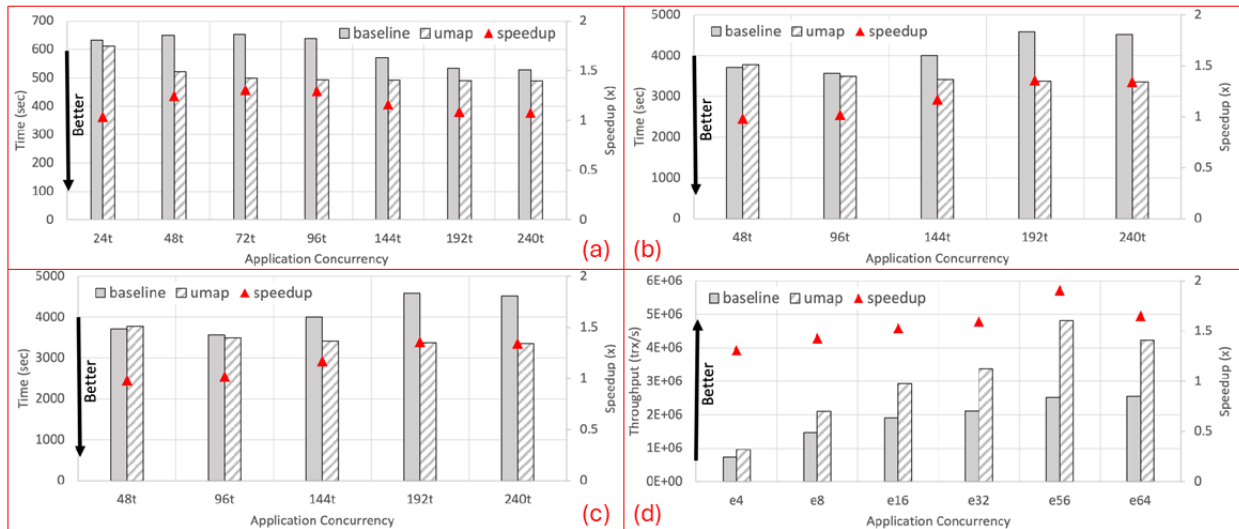 baseline umap speedup
Time (sec)
700
600
500
400
300
200
100
0
Better
2
1.5
1
0.5
0
Speedup (x)
24t 48t 72t 96t 144t 192t 240t
Application Concurrency
(a)
baseline umap speedup
Time (sec)
5000
4000
3000
2000
1000
0
Better
2
1.5
1
0.5
0
Speedup (x)
48t 96t 144t 192t 240t
Application Concurrency
(b)
baseline umap speedup
Time (sec)
5000
4000
3000
2000
1000
0
Better
2
1.5
1
0.5
0
Speedup (x)
48t 96t 144t 192t 240t
Application Concurrency
(c)
baseline umap speedup
Throughput (trx/s)
6E+06
5E+06
4E+06
3E+06
2E+06
1E+06
0E+00
Better
2
1.5
1
0.5
0
Speedup (x)
e4 e8 e16 e32 e56 e64
Application Concurrency
(d)